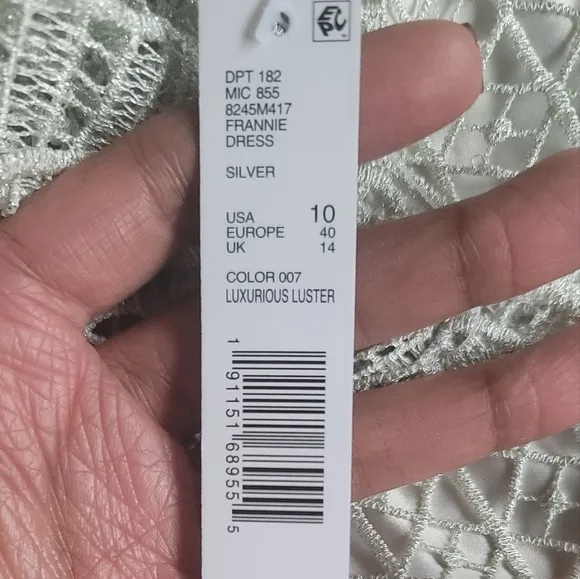 EPC
DPT 182
MIC 855
8245M417
FRANNIE
DRESS
SILVER
USA 10
EUROPE 40
UK 14
COLOR 007
LUXURIOUS LUSTER
1 91151 68955 5